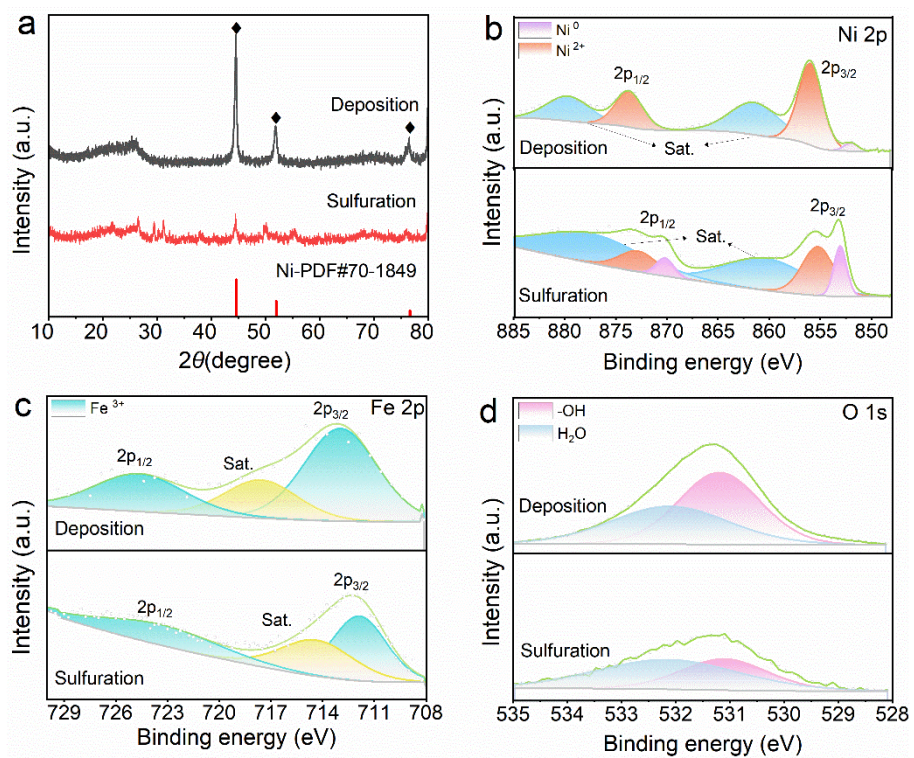 a
Intensity (a.u.)
Deposition
Sulfuration
Ni-PDF#70-1849
10 20 30 40 50 60 70 80
2θ(degree)
b
Ni 2p
Ni⁰
Ni²⁺
2p₁/₂
2p₃/₂
Deposition
Sat.
Intensity (a.u.)
2p₁/₂
2p₃/₂
Sat.
Sulfuration
885 880 875 870 865 860 855 850
Binding energy (eV)
c
Fe 2p
Fe³⁺
2p₃/₂
2p₁/₂
Sat.
Deposition
Intensity (a.u.)
2p₃/₂
2p₁/₂
Sat.
Sulfuration
729 726 723 720 717 714 711 708
Binding energy (eV)
d
O 1s
-OH
H₂O
Deposition
Intensity (a.u.)
Sulfuration
535 534 533 532 531 530 529 528
Binding energy (eV)